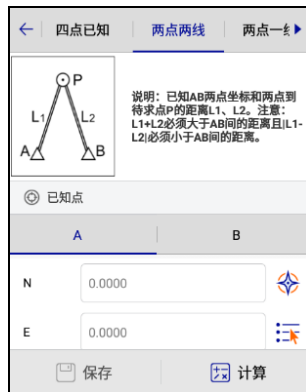 四点已知 两点两线 两点一
P
L1 L2
A B
说明：已知AB两点坐标和两点到
待求点P的距离L1、L2。注意：
L1+L2必须大于AB间的距离且|L1-
L2|必须小于AB间的距离。
已知点
A B
N 0.0000
E 0.0000
保存 计算